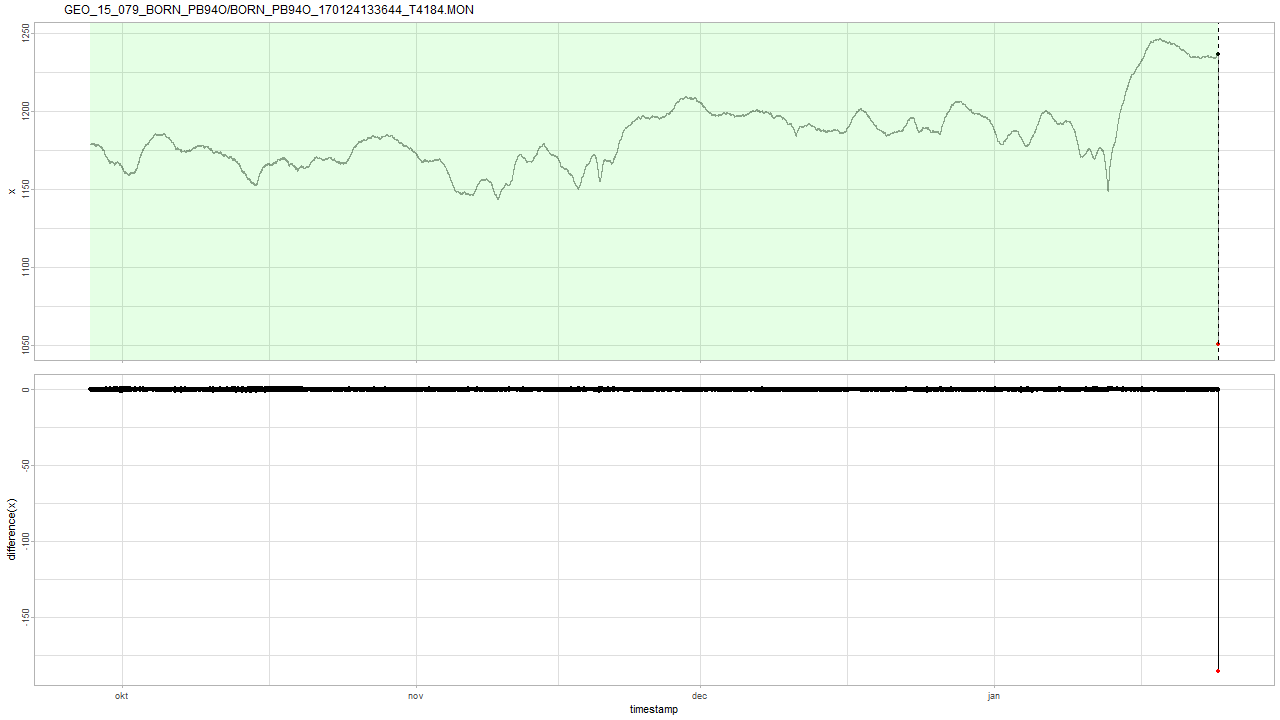 GEO_15_079_BORN_PB94O/BORN_PB94O_170124133644_T4184.MON
1250
1200
x
1150
1100
1050
0
-50
difference(x)
-100
-150
okt nov dec jan
timestamp